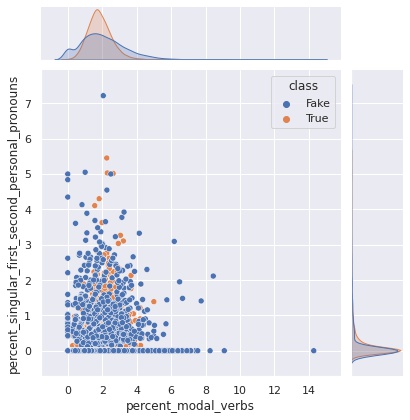 class
Fake
True
percent_singular_first_second_personal_pronouns
7
6
5
4
3
2
1
0
0 2 4 6 8 10 12 14
percent_modal_verbs